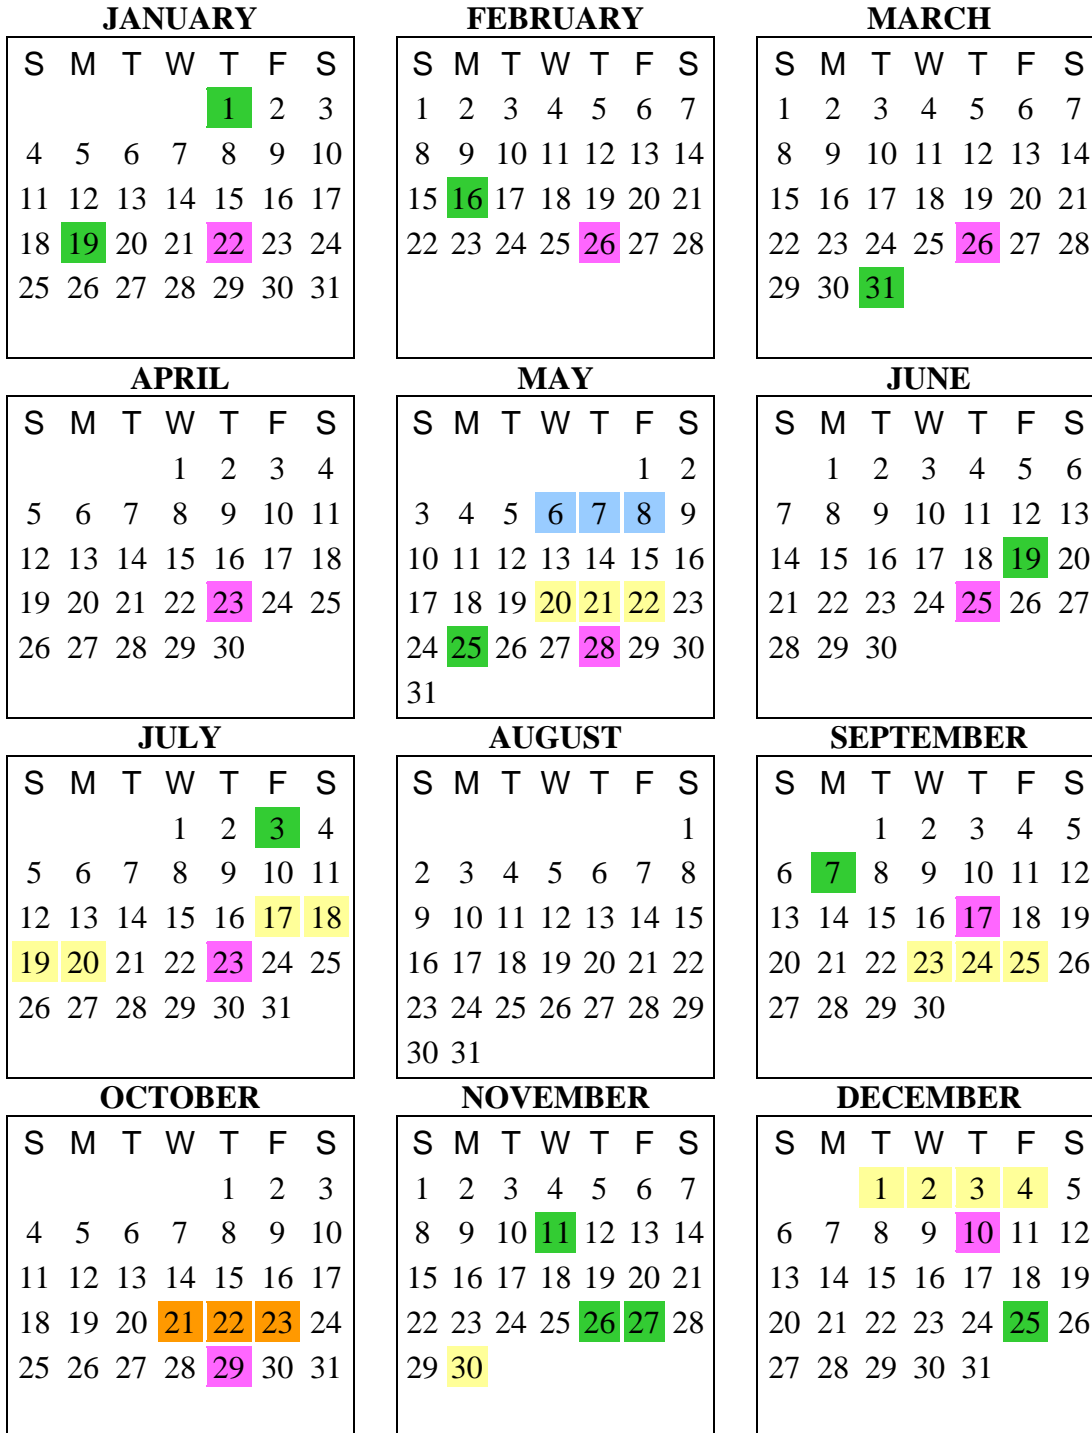 JANUARY
S M T W T F S
1 2 3
4 5 6 7 8 9 10
11 12 13 14 15 16 17
18 19 20 21 22 23 24
25 26 27 28 29 30 31
FEBRUARY
S M T W T F S
1 2 3 4 5 6 7
8 9 10 11 12 13 14
15 16 17 18 19 20 21
22 23 24 25 26 27 28
MARCH
S M T W T F S
1 2 3 4 5 6 7
8 9 10 11 12 13 14
15 16 17 18 19 20 21
22 23 24 25 26 27 28
29 30 31
APRIL
S M T W T F S
1 2 3 4
5 6 7 8 9 10 11
12 13 14 15 16 17 18
19 20 21 22 23 24 25
26 27 28 29 30
MAY
S M T W T F S
1 2
3 4 5 6 7 8 9
10 11 12 13 14 15 16
17 18 19 20 21 22 23
24 25 26 27 28 29 30
31
JUNE
S M T W T F S
1 2 3 4 5 6
7 8 9 10 11 12 13
14 15 16 17 18 19 20
21 22 23 24 25 26 27
28 29 30
JULY
S M T W T F S
1 2 3 4
5 6 7 8 9 10 11
12 13 14 15 16 17 18
19 20 21 22 23 24 25
26 27 28 29 30 31
AUGUST
S M T W T F S
1
2 3 4 5 6 7 8
9 10 11 12 13 14 15
16 17 18 19 20 21 22
23 24 25 26 27 28 29
30 31
SEPTEMBER
S M T W T F S
1 2 3 4 5
6 7 8 9 10 11 12
13 14 15 16 17 18 19
20 21 22 23 24 25 26
27 28 29 30
OCTOBER
S M T W T F S
1 2 3
4 5 6 7 8 9 10
11 12 13 14 15 16 17
18 19 20 21 22 23 24
25 26 27 28 29 30 31
NOVEMBER
S M T W T F S
1 2 3 4 5 6 7
8 9 10 11 12 13 14
15 16 17 18 19 20 21
22 23 24 25 26 27 28
29 30
DECEMBER
S M T W T F S
1 2 3 4 5
6 7 8 9 10 11 12
13 14 15 16 17 18 19
20 21 22 23 24 25 26
27 28 29 30 31